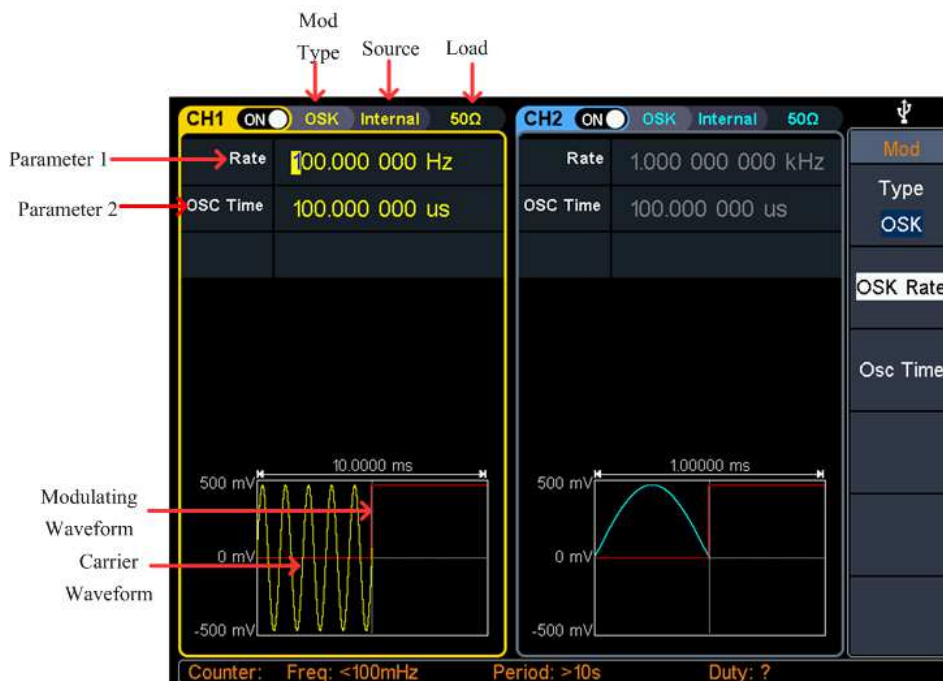 Mod
Type Source Load
CH1 ON OSK Internal 50Ω
CH2 ON OSK Internal 50Ω
Parameter 1
Rate 100.000 000 Hz
Parameter 2
OSC Time 100.000 000 us
Rate 1.000 000 000 kHz
OSC Time 100.000 000 us
Mod
Type
OSK
OSK Rate
Osc Time
10.0000 ms
500 mV
0 mV
-500 mV
Modulating
Waveform
Carrier
Waveform
1.00000 ms
500 mV
0 mV
-500 mV
Counter: Freq: <100mHz Period: >10s Duty: ?